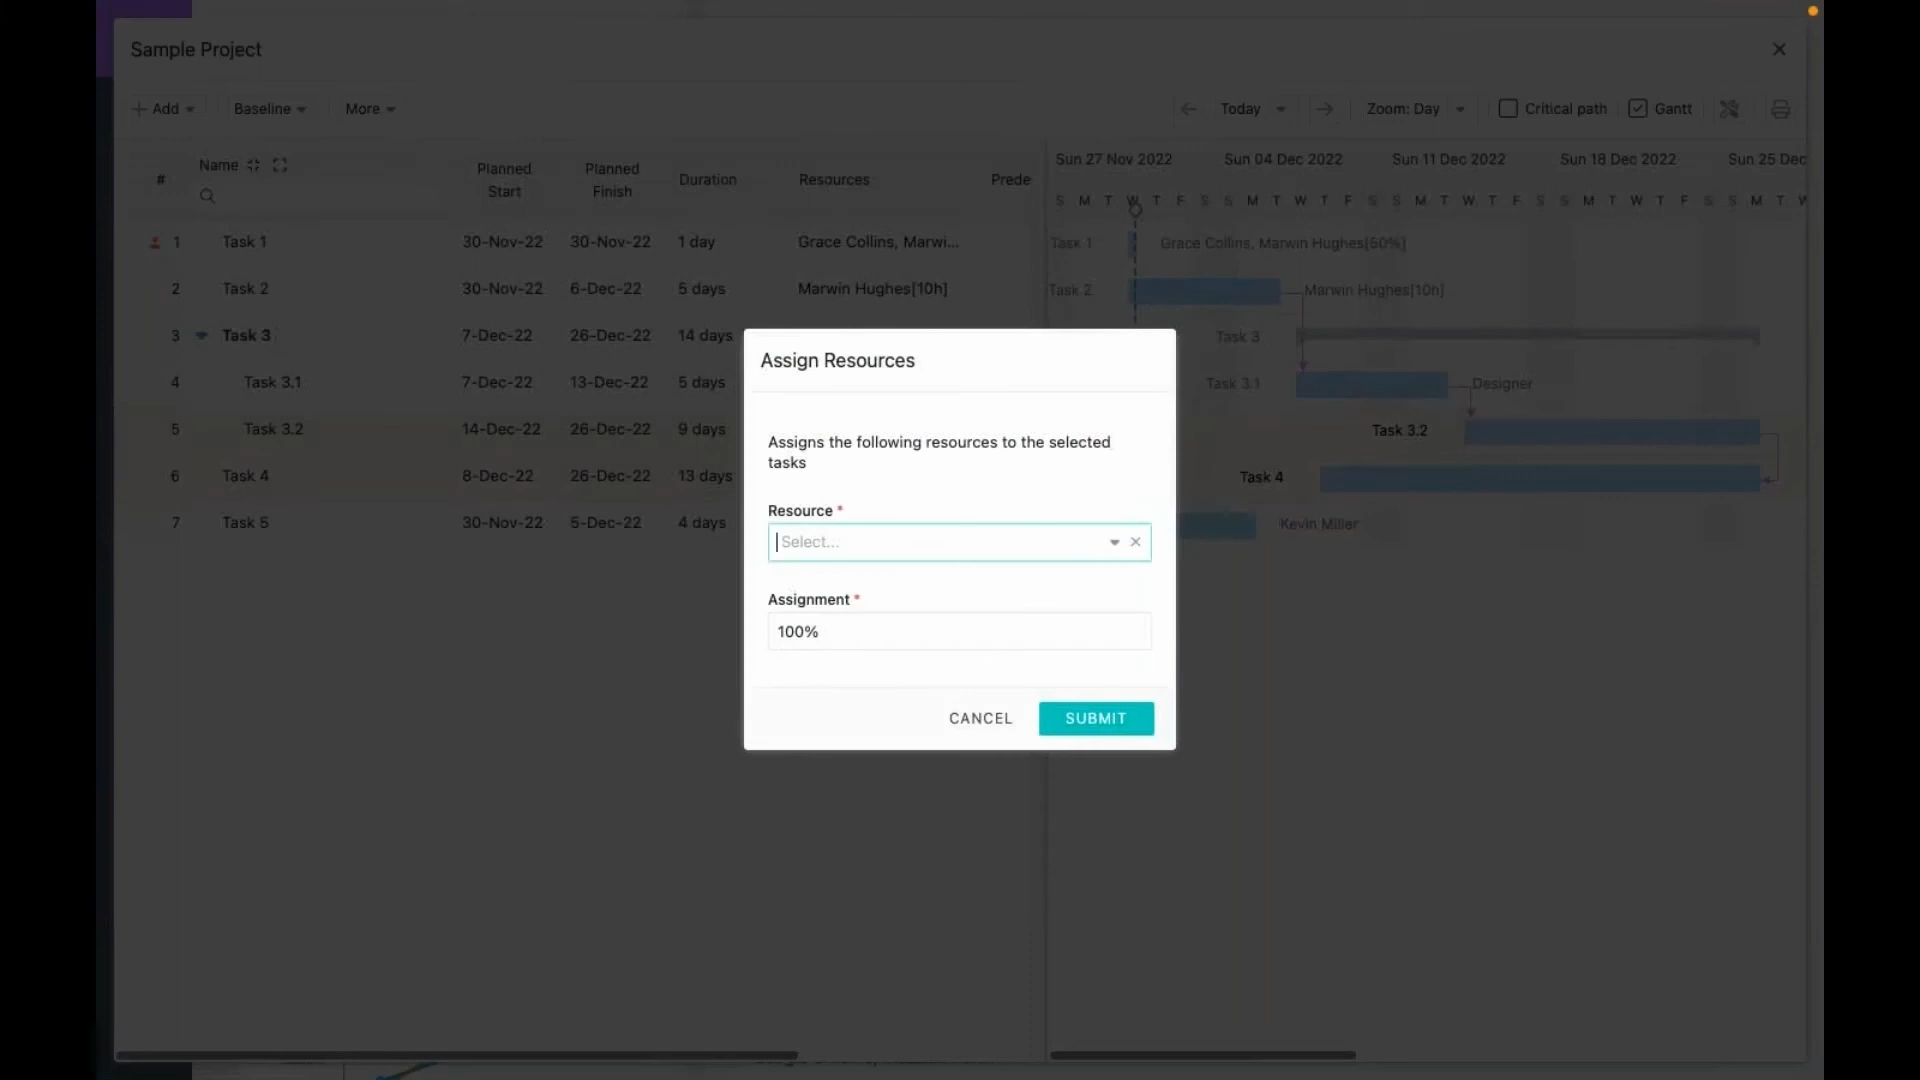 Sample Project
Add Baseline More Today Zoom: Day Critical path Gantt
# Name Planned Start Planned Finish Duration Resources Prede
Sun 27 Nov 2022 Sun 04 Dec 2022 Sun 11 Dec 2022 Sun 18 Dec 2022 Sun 25 Dec
S M T W T F S S M T W T F S S M T W T F S S M T W T F S S M T W
1 Task 1 30-Nov-22 30-Nov-22 1 day Grace Collins, Marwi...
2 Task 2 30-Nov-22 6-Dec-22 5 days Marwin Hughes[10h]
3 Task 3 7-Dec-22 26-Dec-22 14 days
4 Task 3.1 7-Dec-22 13-Dec-22 5 days
5 Task 3.2 14-Dec-22 26-Dec-22 9 days
6 Task 4 8-Dec-22 26-Dec-22 13 days
7 Task 5 30-Nov-22 5-Dec-22 4 days
Task 1 Grace Collins, Marwin Hughes[50%]
Task 2 Marwin Hughes[10h]
Task 3
Task 3.1 Designer
Task 3.2
Task 4
Kevin Miller
Assign Resources
Assigns the following resources to the selected
tasks
Resource *
Select...
Assignment *
100%
CANCEL SUBMIT